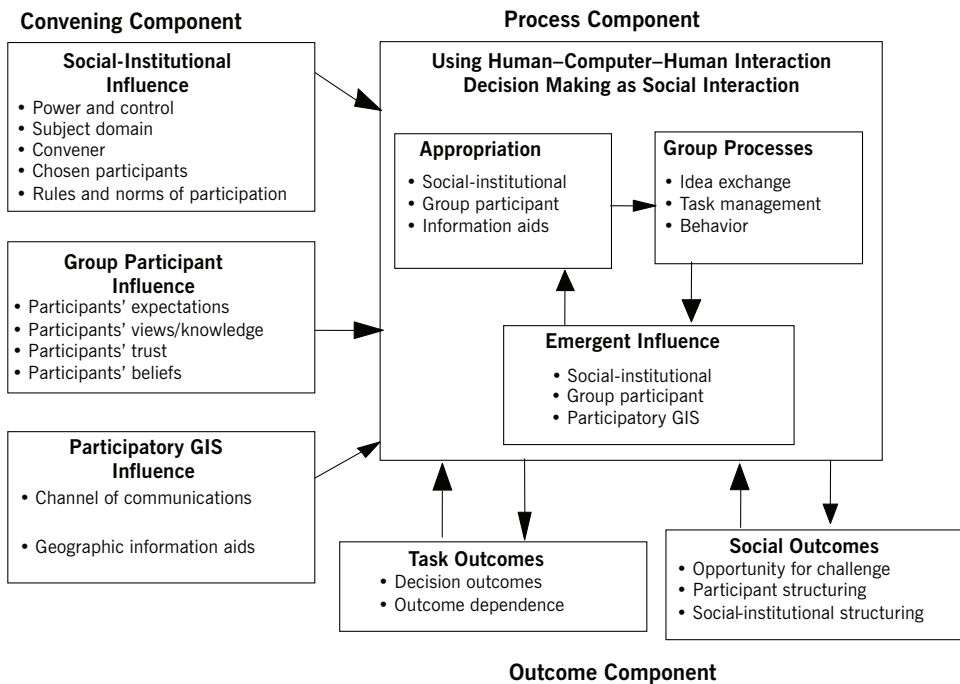 Convening Component
Social-Institutional
Influence
• Power and control
• Subject domain
• Convener
• Chosen participants
• Rules and norms of participation
Group Participant
Influence
• Participants’ expectations
• Participants’ views/knowledge
• Participants’ trust
• Participants’ beliefs
Participatory GIS
Influence
• Channel of communications
• Geographic information aids
Process Component
Using Human–Computer–Human Interaction
Decision Making as Social Interaction
Appropriation
• Social-institutional
• Group participant
• Information aids
Group Processes
• Idea exchange
• Task management
• Behavior
Emergent Influence
• Social-institutional
• Group participant
• Participatory GIS
Task Outcomes
• Decision outcomes
• Outcome dependence
Social Outcomes
• Opportunity for challenge
• Participant structuring
• Social-institutional structuring
Outcome Component